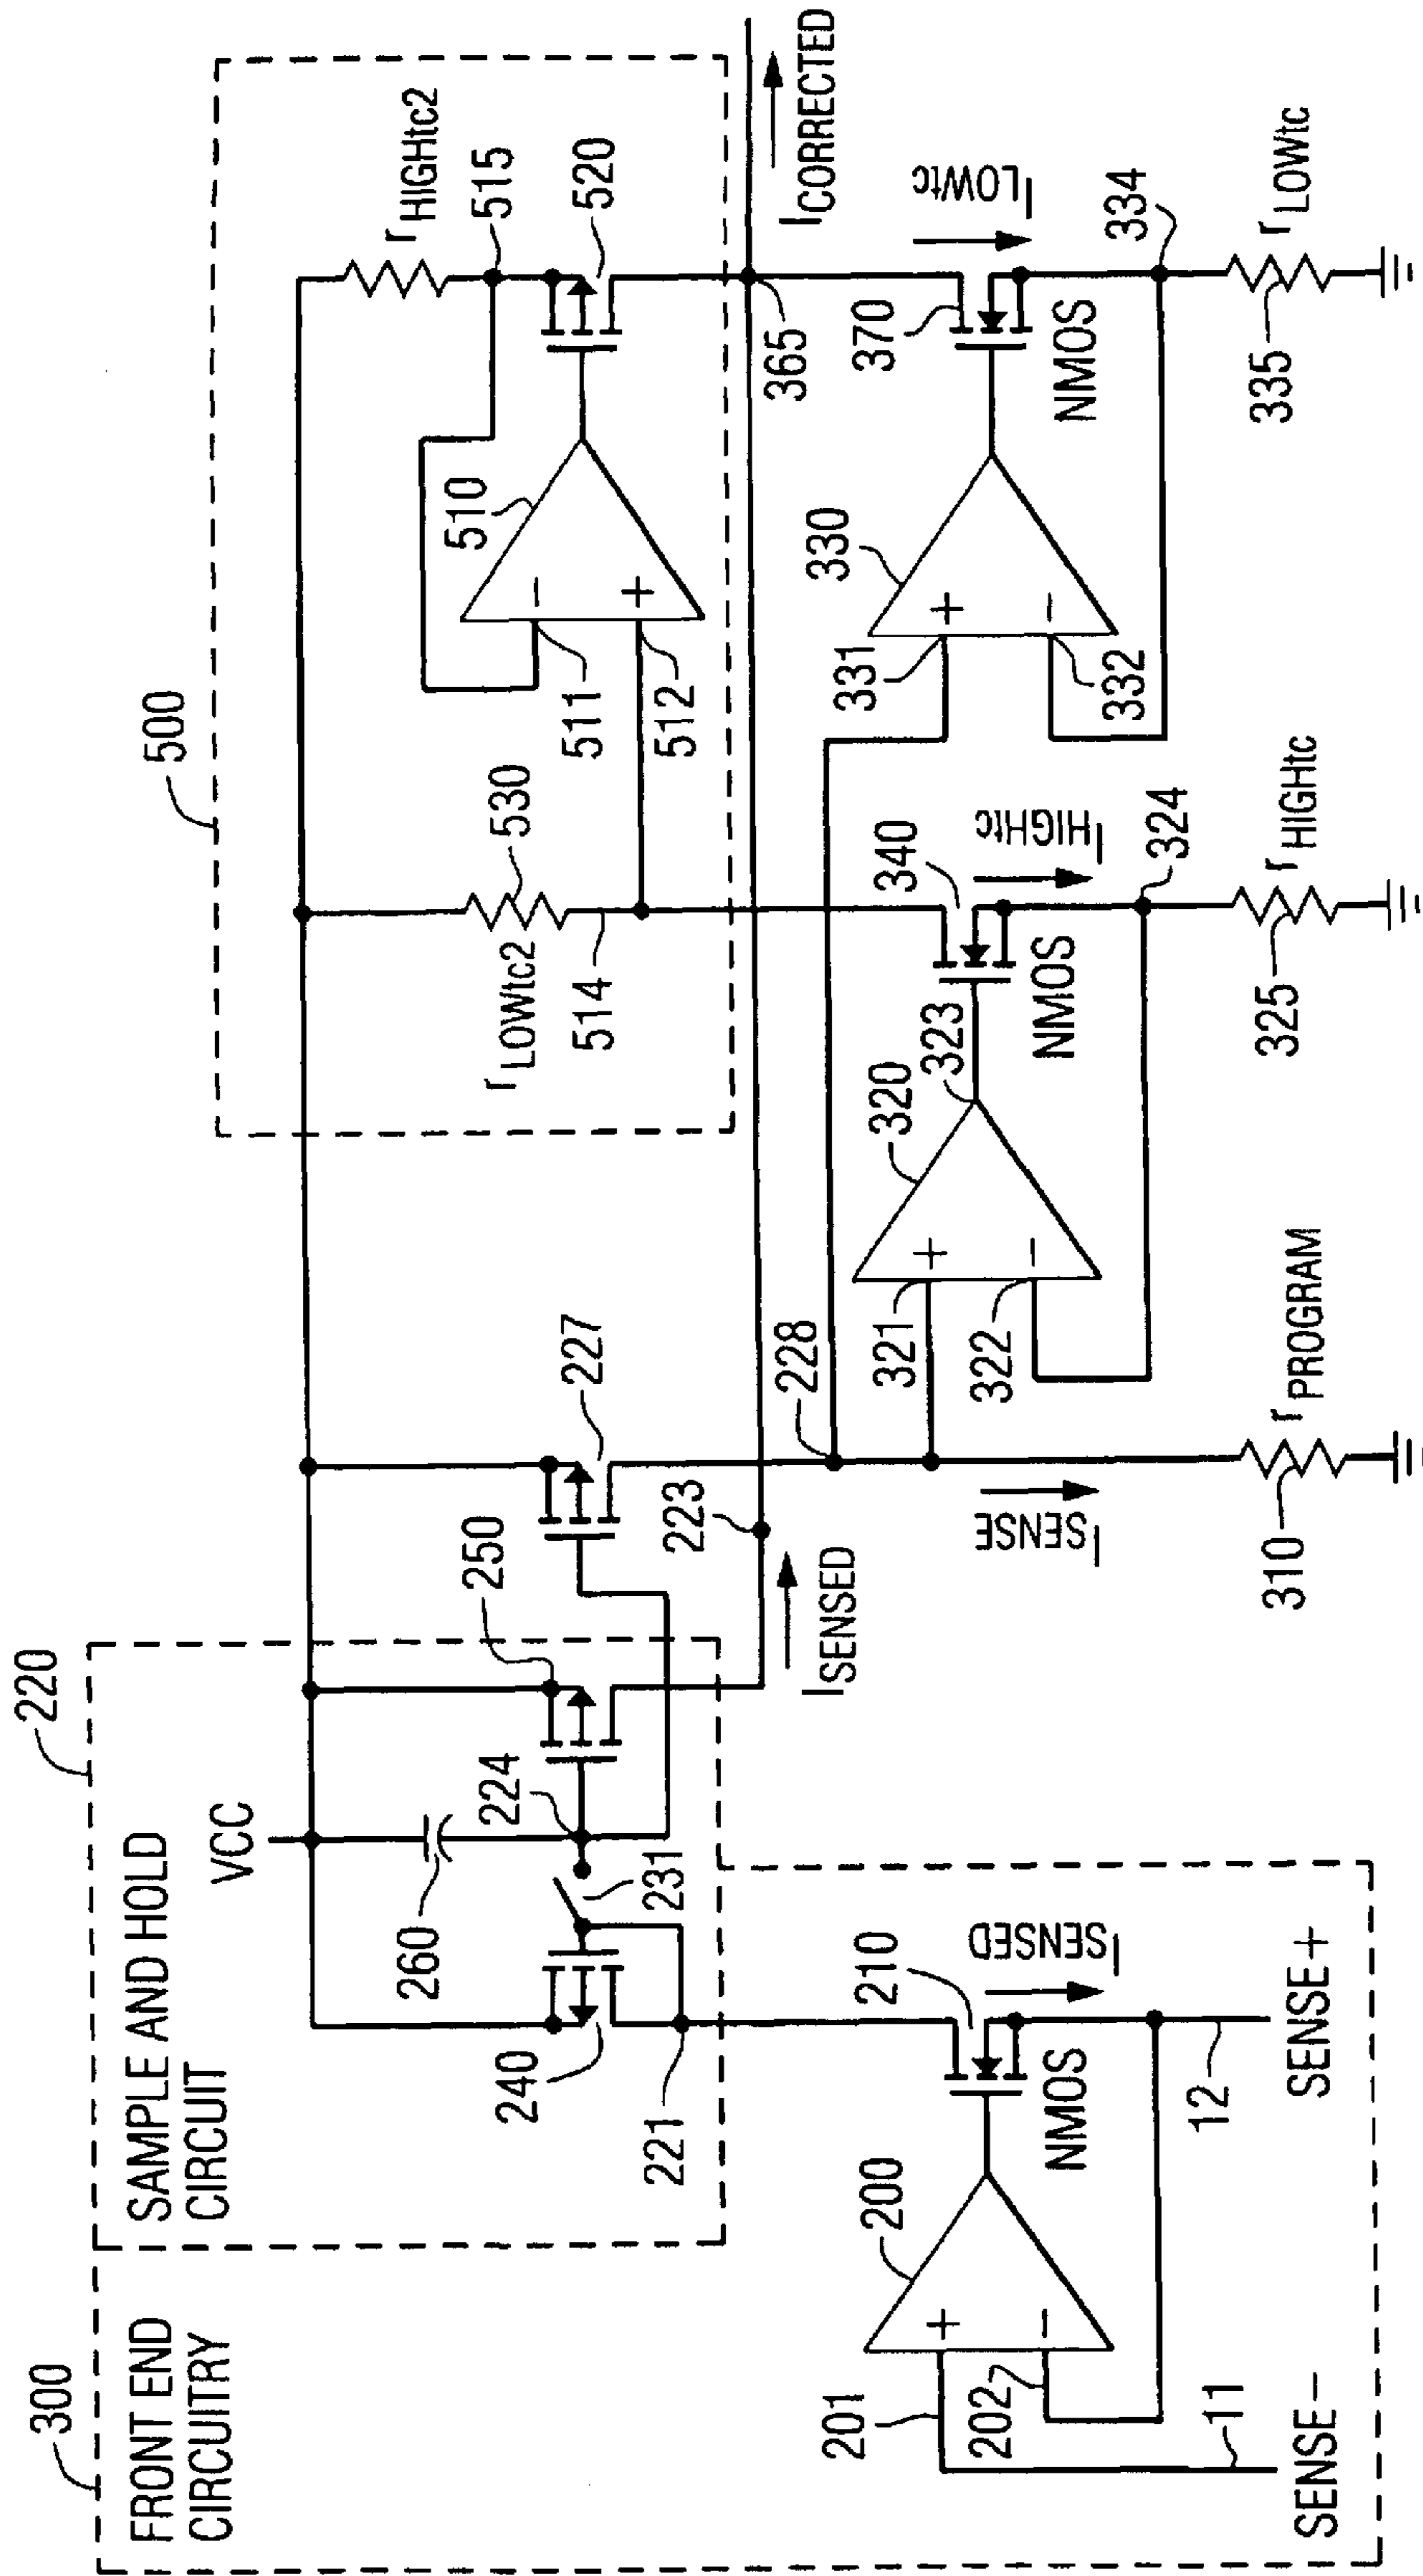 300
FRONT END
CIRCUITRY
220
SAMPLE AND HOLD
CIRCUIT
VCC
260
224
250
240
231
221
227
223
ISENSED
500
rLOWtc2
530
514
510
511
512
rHIGHtc2
515
520
365
ICORRECTED
200
201
202
11
SENSE−
210
NMOS
ISENSED
12
SENSE+
228
321
322
320
323
ISENSE
310
rPROGRAM
340
NMOS
IHIGHtc
324
325
rHIGHtc
330
331
332
370
NMOS
ILOWtc
334
335
rLOWtc